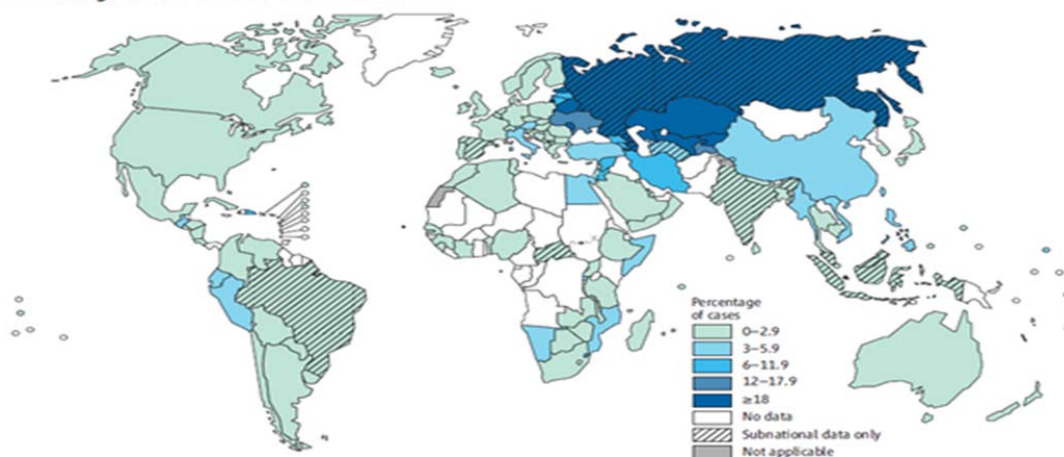 Percentage
of cases
0–2.9
3–5.9
6–11.9
12–17.9
≥18
No data
Subnational data only
Not applicable